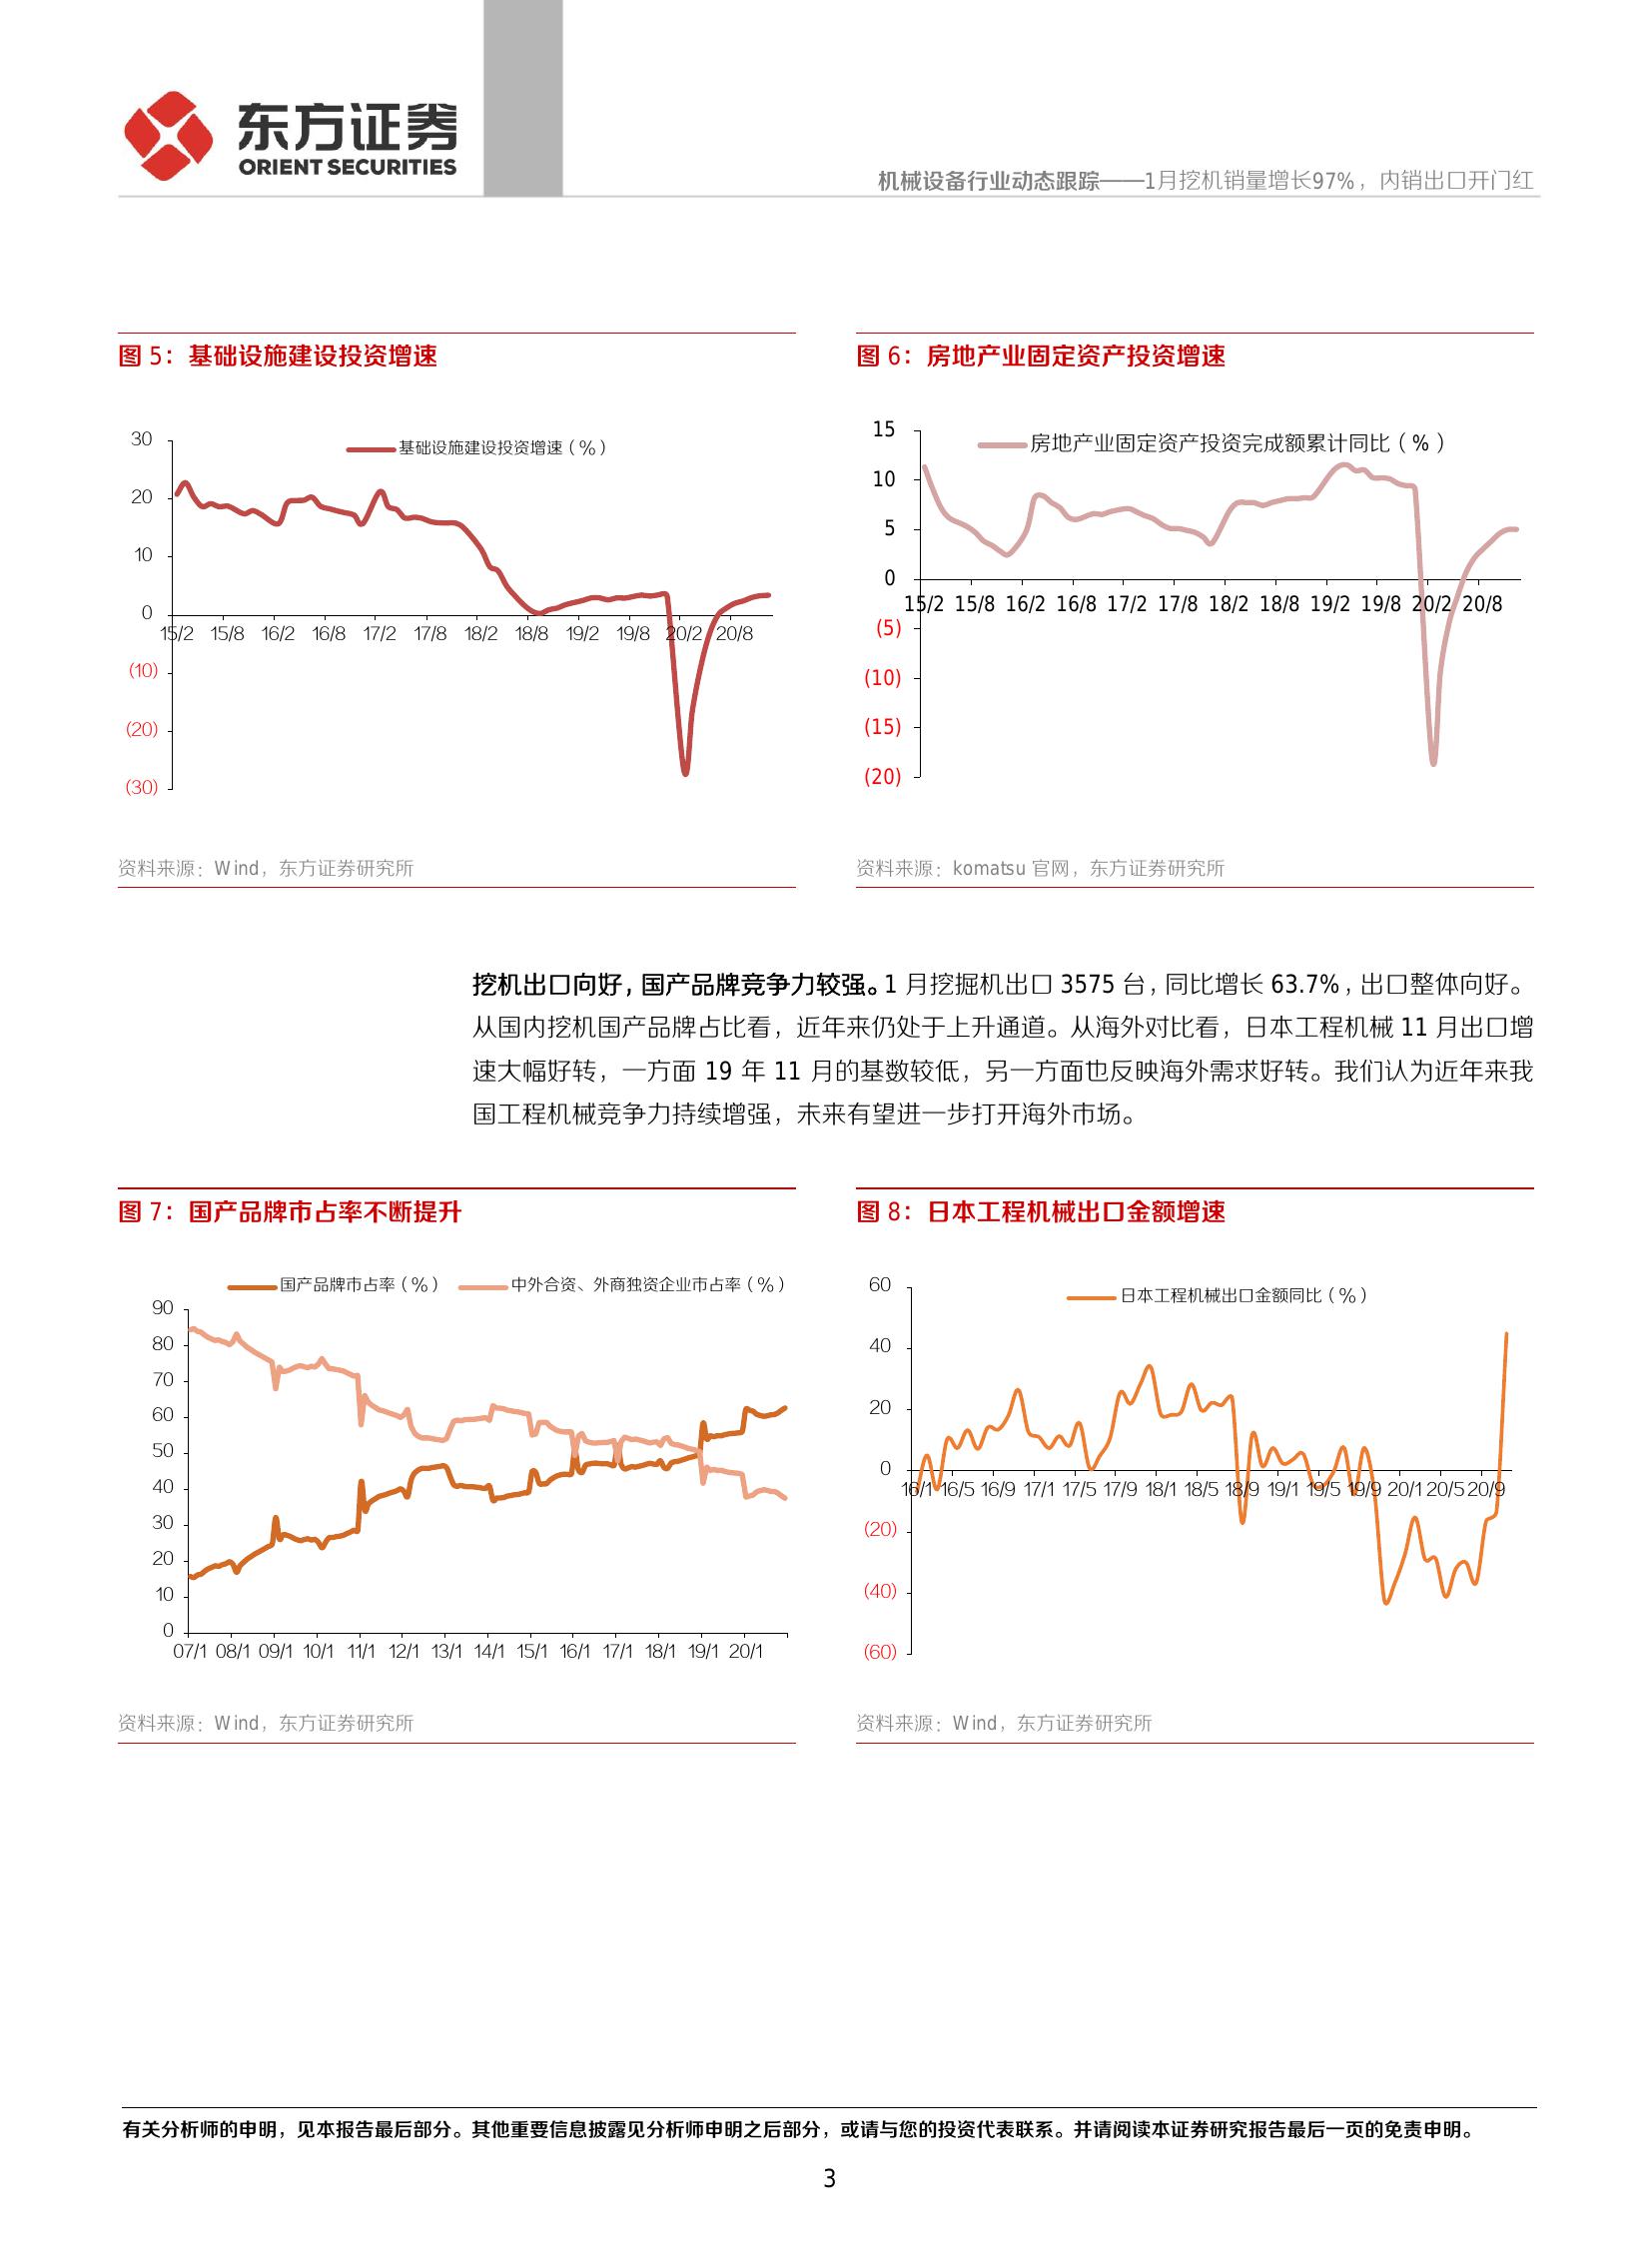 东方证券
ORIENT SECURITIES
机械设备行业动态跟踪——1月挖机销量增长97%，内销出口开门红
图 5：基础设施建设投资增速
基础设施建设投资增速（%）
30
20
10
0
(10)
(20)
(30)
15/2 15/8 16/2 16/8 17/2 17/8 18/2 18/8 19/2 19/8 20/2 20/8
资料来源：Wind，东方证券研究所
图 6：房地产业固定资产投资增速
房地产业固定资产投资完成额累计同比（%）
15
10
5
0
(5)
(10)
(15)
(20)
15/2 15/8 16/2 16/8 17/2 17/8 18/2 18/8 19/2 19/8 20/2 20/8
资料来源：komatsu 官网，东方证券研究所
挖机出口向好，国产品牌竞争力较强。1 月挖掘机出口 3575 台，同比增长 63.7%，出口整体向好。
从国内挖机国产品牌占比看，近年来仍处于上升通道。从海外对比看，日本工程机械 11 月出口增
速大幅好转，一方面 19 年 11 月的基数较低，另一方面也反映海外需求好转。我们认为近年来我
国工程机械竞争力持续增强，未来有望进一步打开海外市场。
图 7：国产品牌市占率不断提升
国产品牌市占率（%） 中外合资、外商独资企业市占率（%）
90
80
70
60
50
40
30
20
10
0
07/1 08/1 09/1 10/1 11/1 12/1 13/1 14/1 15/1 16/1 17/1 18/1 19/1 20/1
资料来源：Wind，东方证券研究所
图 8：日本工程机械出口金额增速
日本工程机械出口金额同比（%）
60
40
20
0
(20)
(40)
(60)
16/1 16/5 16/9 17/1 17/5 17/9 18/1 18/5 18/9 19/1 19/5 19/9 20/1 20/5 20/9
资料来源：Wind，东方证券研究所
有关分析师的申明，见本报告最后部分。其他重要信息披露见分析师申明之后部分，或请与您的投资代表联系。并请阅读本证券研究报告最后一页的免责申明。
3